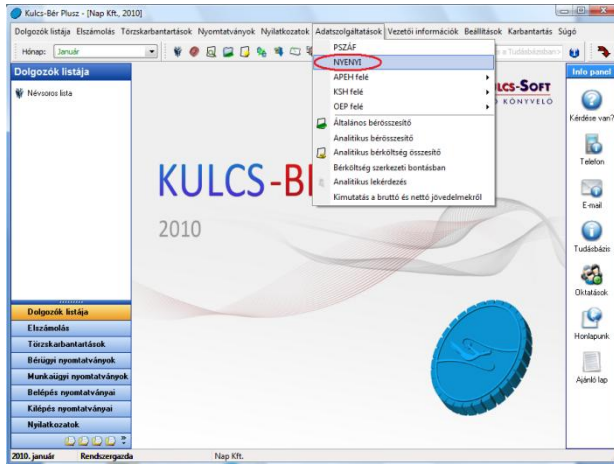 Kulcs-Bér Plusz - [Nap Kft., 2010]
Dolgozók listája Elszámolás Törzskarbantartások Nyomtatványok Nyilatkozatok Adatszolgáltatások Vezetői információk Beállítások Karbantartás Súgó
Hónap: Január
a Tudásbázisban>
PSZÁF
NYENYI
APEH felé
KSH felé
OEP felé
Általános bérösszesítő
Analitikus bérösszesítő
Analitikus bérköltség összesítő
Bérköltség szerkezeti bontásban
Analitikus lekérdezés
Kimutatás a bruttó és nettó jövedelmekről
Dolgozók listája
Névsoros lista
LCS-SOFT
KÖNYVELŐ
KULCS-BÉ
2010
Dolgozók listája
Elszámolás
Törzskarbantartások
Bérügyi nyomtatványok
Munkaügyi nyomtatványok
Belépés nyomtatványai
Kilépés nyomtatványai
Nyilatkozatok
Info panel
Kérdése van?
Telefon
E-mail
Tudásbázis
Oktatások
Honlapunk
Ajánló lap
2010. január Rendszergazda Nap Kft.